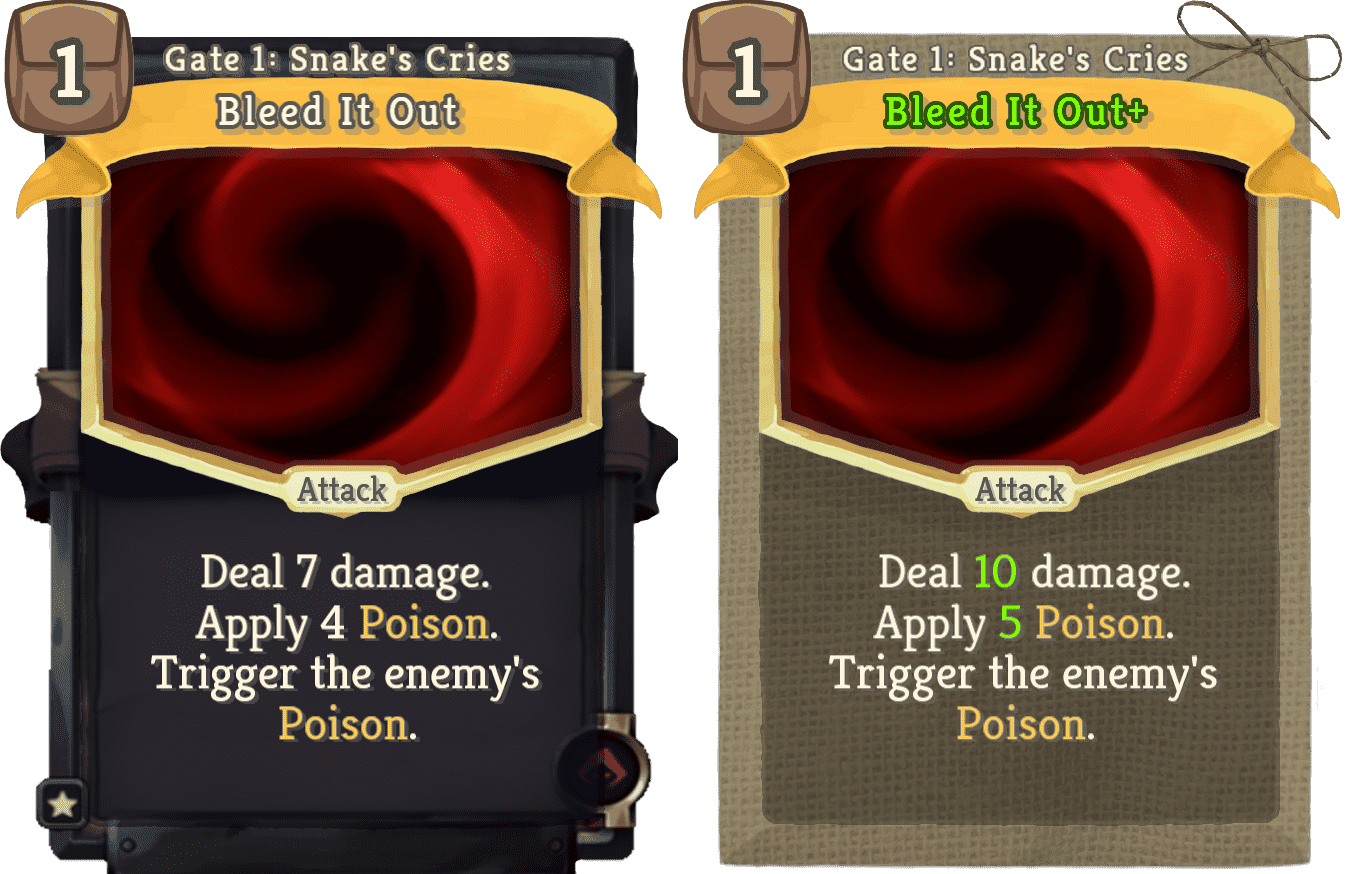 1
Gate 1: Snake's Cries
Bleed It Out
Attack
Deal 7 damage.
Apply 4 Poison.
Trigger the enemy's
Poison.
1
Gate 1: Snake's Cries
Bleed It Out+
Attack
Deal 10 damage.
Apply 5 Poison.
Trigger the enemy's
Poison.